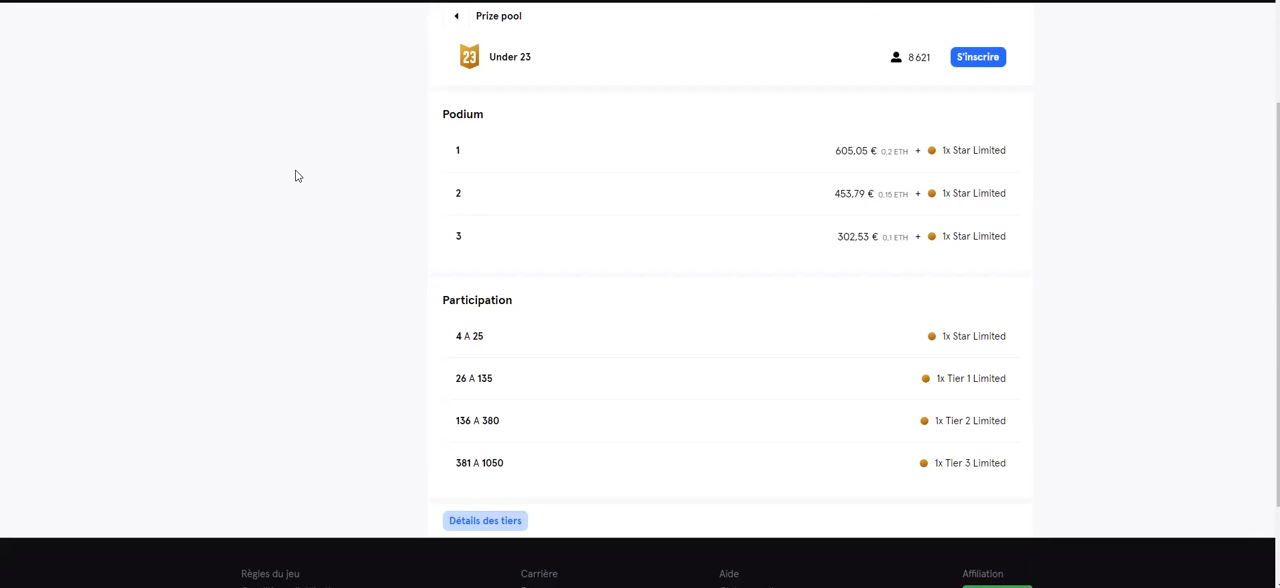 Prize pool
23 Under 23 8 621 S'inscrire
Podium
1 605,05 € 0,2 ETH + 1x Star Limited
2 453,79 € 0,15 ETH + 1x Star Limited
3 302,53 € 0,1 ETH + 1x Star Limited
Participation
4 A 25 1x Star Limited
26 A 135 1x Tier 1 Limited
136 A 380 1x Tier 2 Limited
381 A 1050 1x Tier 3 Limited
Détails des tiers
Règles du jeu Carrière Aide Affiliation